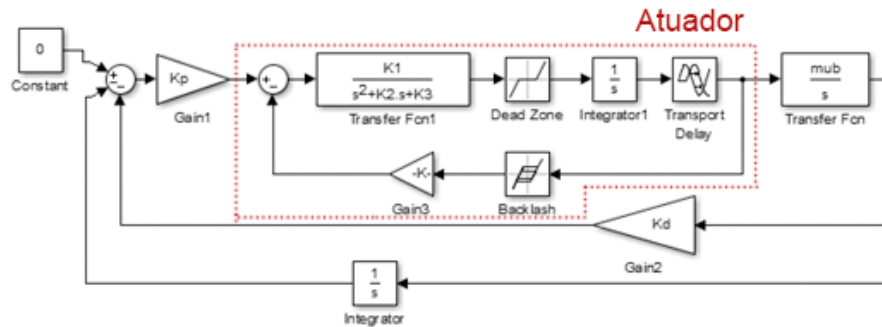 Atuador
0
Constant
Kp
Gain1
K1
s²+K2.s+K3
Transfer Fcn1
Dead Zone
1
s
Integrator1
Transport
Delay
mub
s
Transfer Fcn
-K-
Gain3
Backlash
Kd
Gain2
1
s
Integrator